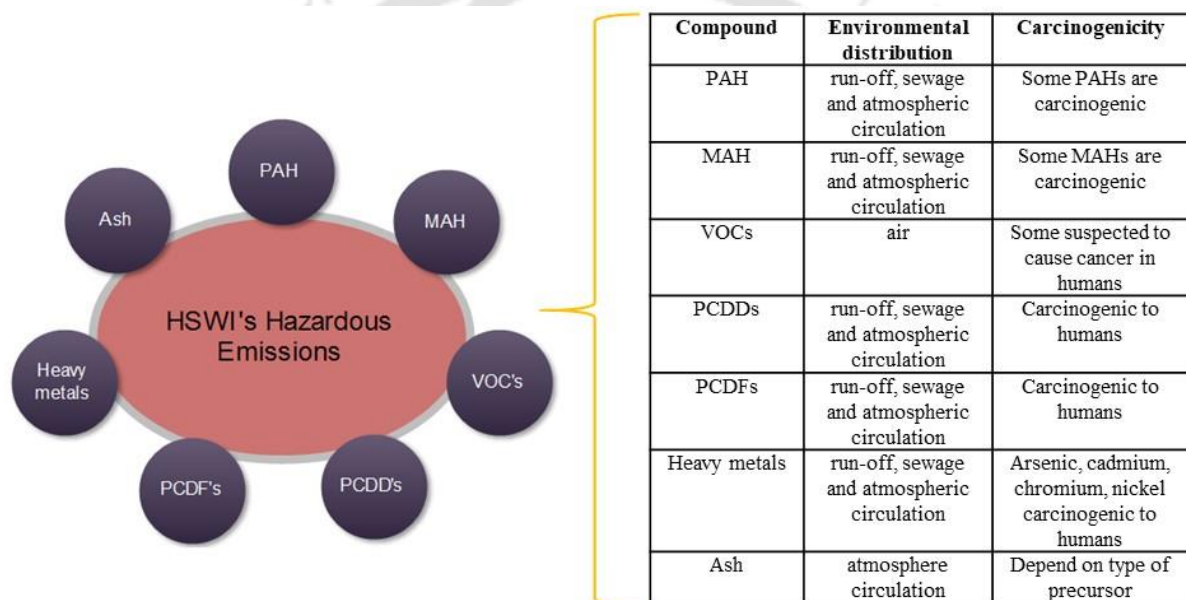 PAH
Ash
MAH
HSWI's Hazardous
Emissions
Heavy
metals
VOC's
PCDF's
PCDD's
Compound Environmental Carcinogenicity
distribution
PAH run-off, sewage Some PAHs are
and atmospheric carcinogenic
circulation
MAH run-off, sewage Some MAHs are
and atmospheric carcinogenic
circulation
VOCs air Some suspected to
cause cancer in
humans
PCDDs run-off, sewage Carcinogenic to
and atmospheric humans
circulation
PCDFs run-off, sewage Carcinogenic to
and atmospheric humans
circulation
Heavy metals run-off, sewage Arsenic, cadmium,
and atmospheric chromium, nickel
circulation carcinogenic to
humans
Ash atmosphere Depend on type of
circulation precursor